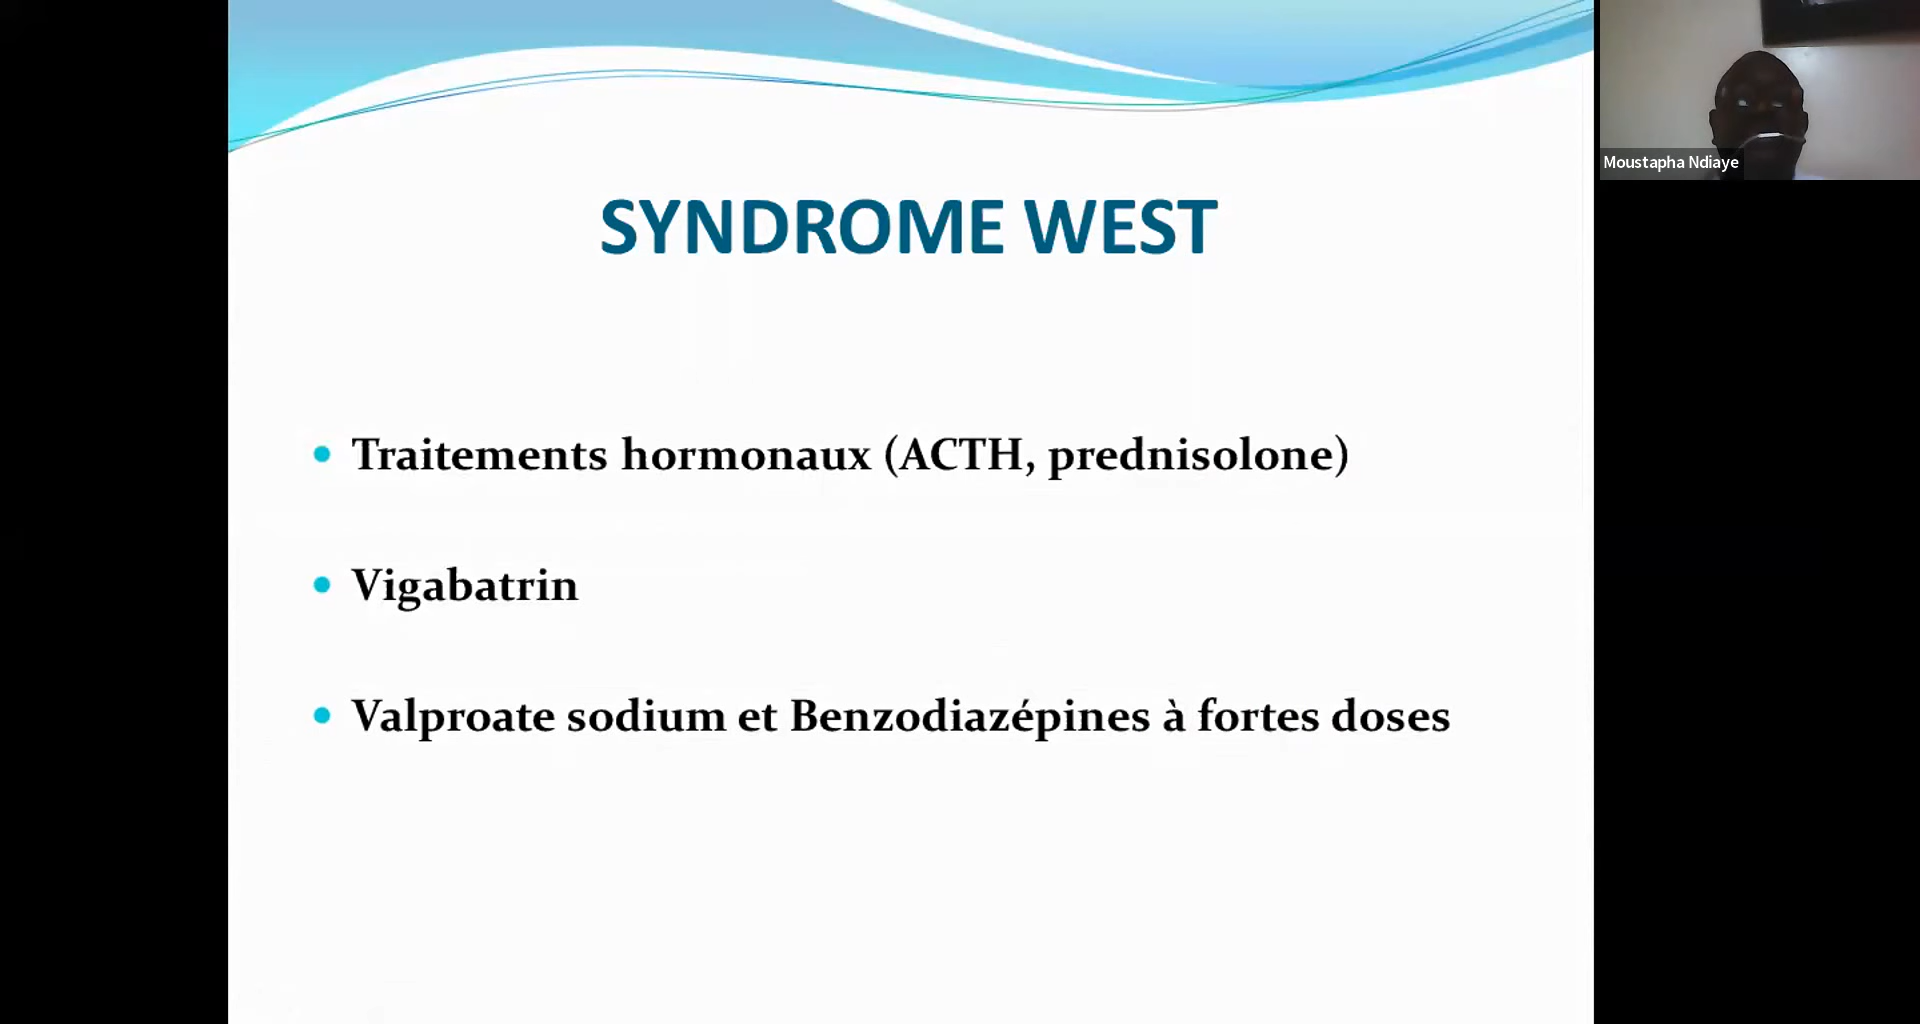 SYNDROME WEST
Moustapha Ndiaye
• Traitements hormonaux (ACTH, prednisolone)
• Vigabatrin
• Valproate sodium et Benzodiazépines à fortes doses